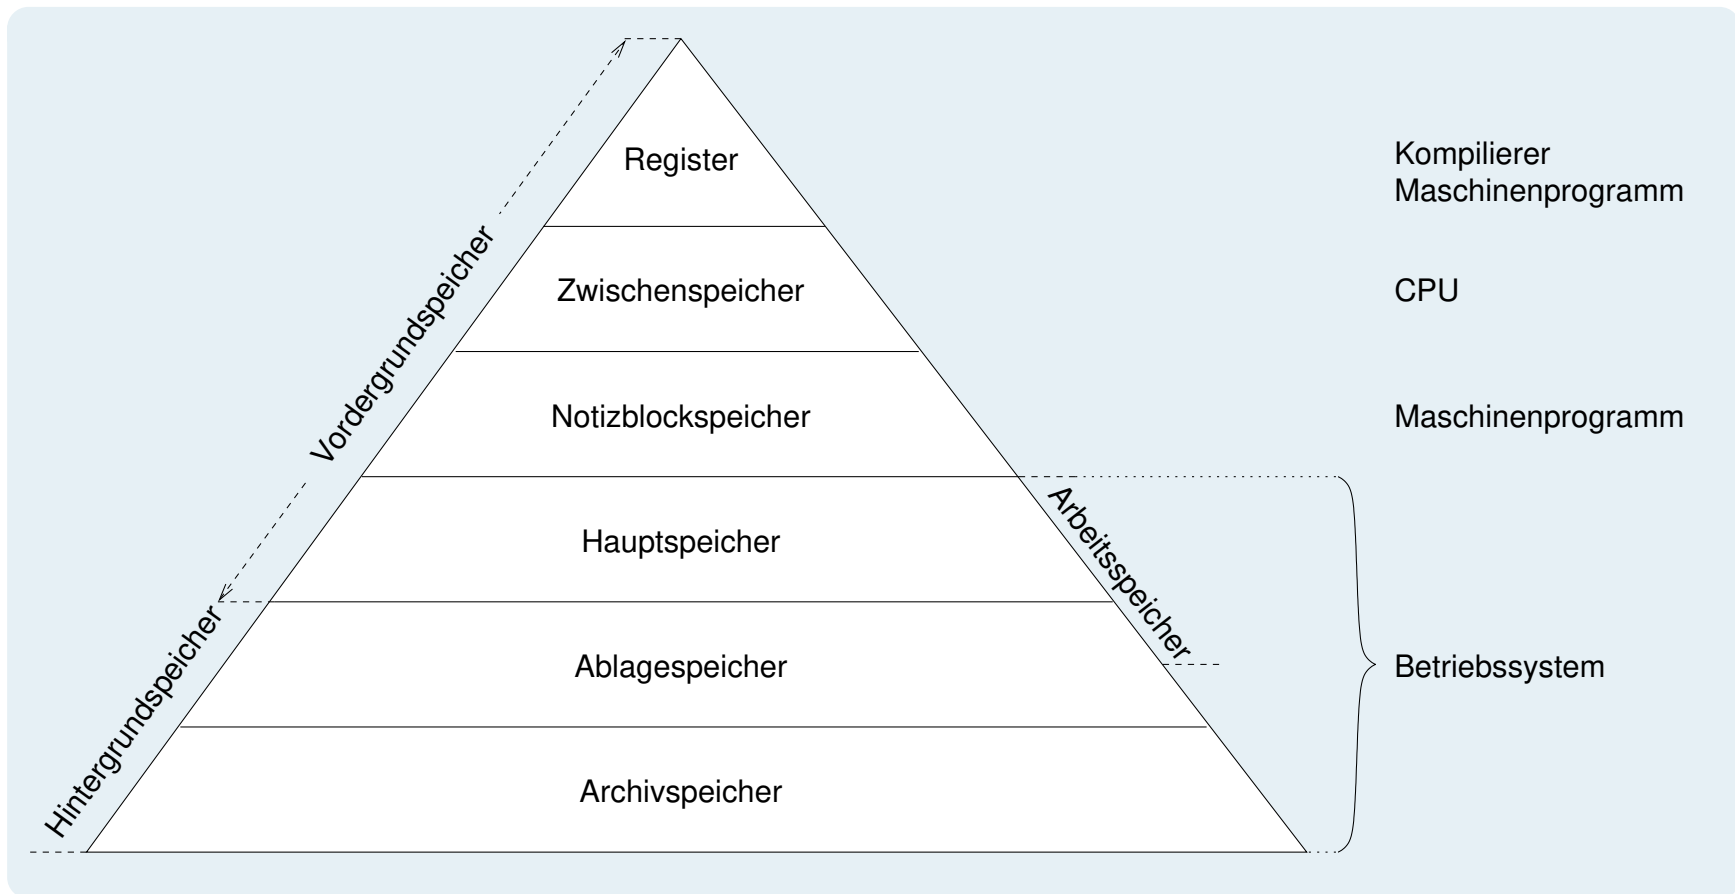 Register
Kompilierer
Maschinenprogramm
Zwischenspeicher
CPU
Vordergrundspeicher
Notizblockspeicher
Maschinenprogramm
Hauptspeicher
Arbeitsspeicher
Hintergrundspeicher
Ablagespeicher
Betriebssystem
Archivspeicher